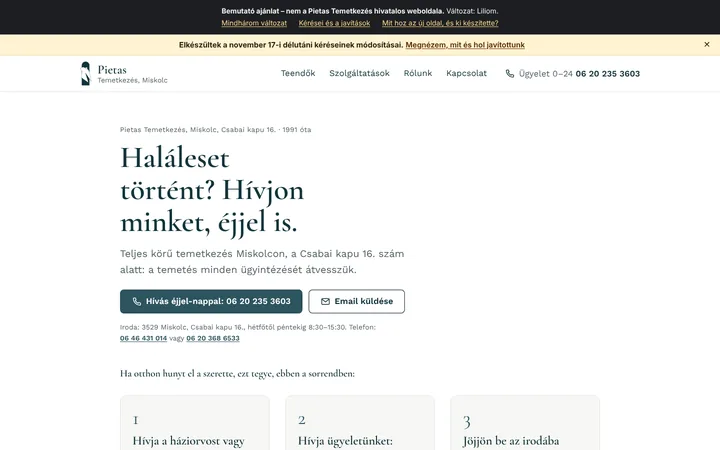 Bemutató ajánlat – nem a Pietas Temetkezés hivatalos weboldala. Változat: Liliom.
Mindhárom változat Kérései és a javítások Mit hoz az új oldal, és ki készítette?
Elkészültek a november 17-i délutáni kéréseinek módosításai. Megnézem, mit és hol javítottunk ×
Pietas
Temetkezés, Miskolc
Teendők Szolgáltatások Rólunk Kapcsolat Ügyelet 0–24 06 20 235 3603
Pietas Temetkezés, Miskolc, Csabai kapu 16. · 1991 óta
Haláleset
történt? Hívjon
minket, éjjel is.
Teljes körű temetkezés Miskolcon, a Csabai kapu 16. szám
alatt: a temetés minden ügyintézését átvesszük.
Hívás éjjel-nappal: 06 20 235 3603 Email küldése
Iroda: 3529 Miskolc, Csabai kapu 16., hétfőtől péntekig 8:30–15:30. Telefon:
06 46 431 014 vagy 06 20 368 6533
Ha otthon hunyt el a szerette, ezt tegye, ebben a sorrendben:
1
Hívja a háziorvost vagy
2
Hívja ügyeletünket:
3
Jöjjön be az irodába